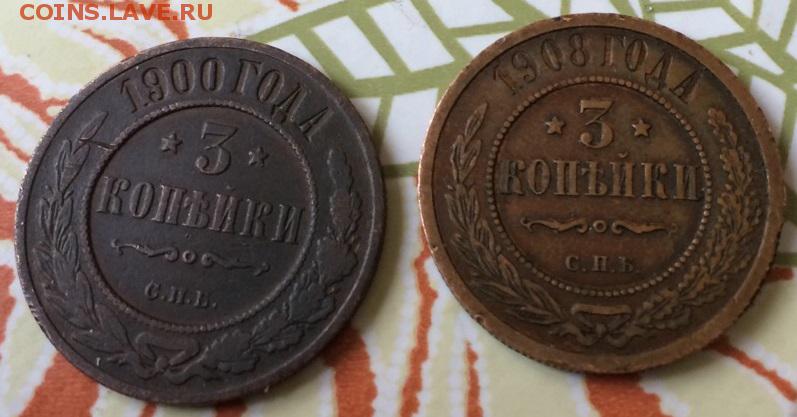 COINS.LAVE.RU
1900 ГОДА
3
КОПѢЙКИ
С.П.Б.
1908 ГОДА
3
КОПѢЙКИ
С.П.Б.